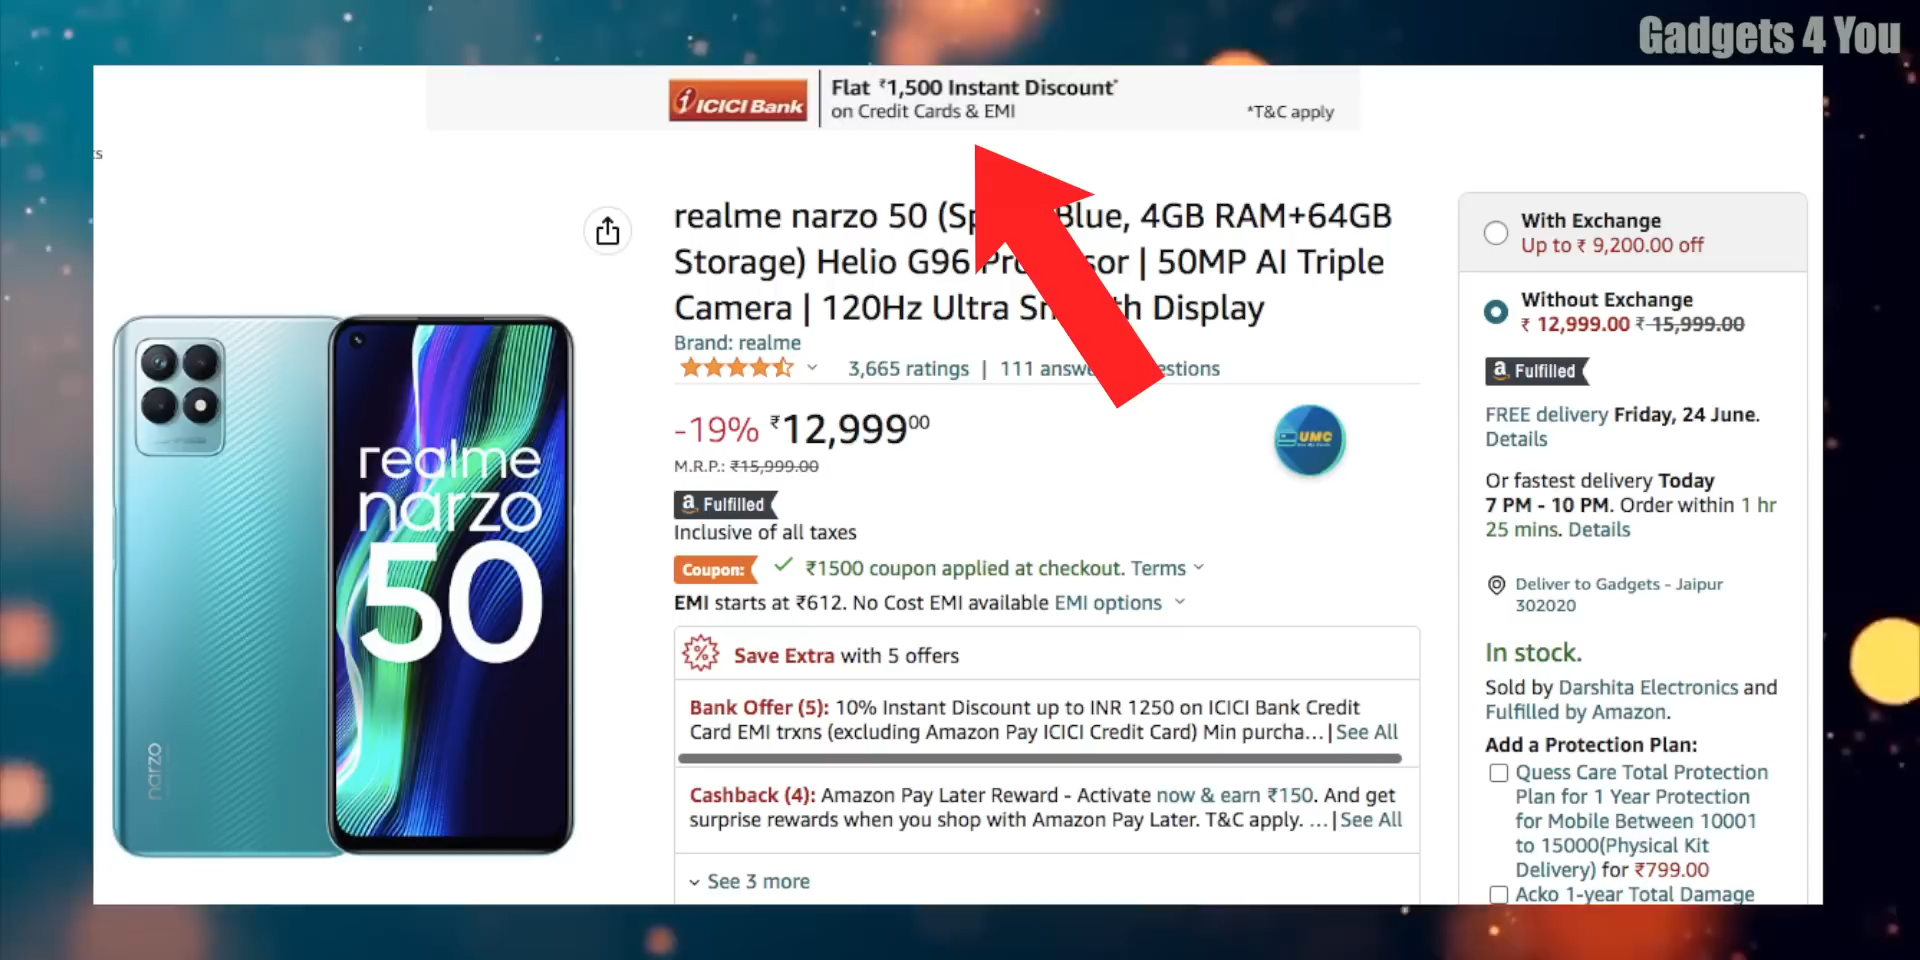 Gadgets 4 You
ICICI Bank
Flat ₹1,500 Instant Discount*
on Credit Cards & EMI
*T&C apply
realme narzo 50 (Sp Blue, 4GB RAM+64GB
Storage) Helio G96 Pro sor | 50MP AI Triple
Camera | 120Hz Ultra Sm th Display
Brand: realme
3,665 ratings | 111 answe estions
-19% ₹12,999.00
M.R.P.: ₹15,999.00
a Fulfilled
Inclusive of all taxes
Coupon: ₹1500 coupon applied at checkout. Terms
EMI starts at ₹612. No Cost EMI available EMI options
Save Extra with 5 offers
Bank Offer (5): 10% Instant Discount up to INR 1250 on ICICI Bank Credit
Card EMI trxns (excluding Amazon Pay ICICI Credit Card) Min purcha... | See All
Cashback (4): Amazon Pay Later Reward - Activate now & earn ₹150. And get
surprise rewards when you shop with Amazon Pay Later. T&C apply. ... | See All
See 3 more
UMC
realme
narzo
50
narzo
With Exchange
Up to ₹ 9,200.00 off
Without Exchange
₹ 12,999.00 ₹ 15,999.00
a Fulfilled
FREE delivery Friday, 24 June.
Details
Or fastest delivery Today
7 PM - 10 PM. Order within 1 hr
25 mins. Details
Deliver to Gadgets - Jaipur
302020
In stock.
Sold by Darshita Electronics and
Fulfilled by Amazon.
Add a Protection Plan:
Quess Care Total Protection
Plan for 1 Year Protection
for Mobile Between 10001
to 15000(Physical Kit
Delivery) for ₹799.00
Acko 1-year Total Damage